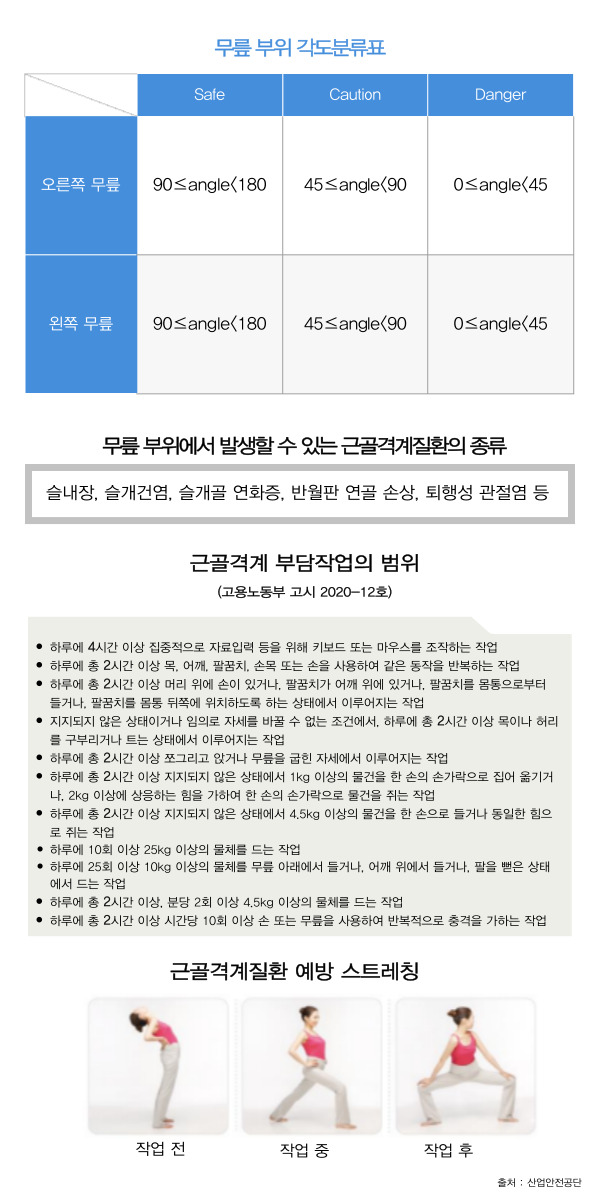 무릎 부위 각도분류표
Safe Caution Danger
오른쪽 무릎 90≤angle<180 45≤angle<90 0≤angle<45
왼쪽 무릎 90≤angle<180 45≤angle<90 0≤angle<45
무릎 부위에서 발생할 수 있는 근골격계질환의 종류
슬내장, 슬개건염, 슬개골 연화증, 반월판 연골 손상, 퇴행성 관절염 등
근골격계 부담작업의 범위
(고용노동부 고시 2020-12호)
• 하루에 4시간 이상 집중적으로 자료입력 등을 위해 키보드 또는 마우스를 조작하는 작업
• 하루에 총 2시간 이상 목, 어깨, 팔꿈치, 손목 또는 손을 사용하여 같은 동작을 반복하는 작업
• 하루에 총 2시간 이상 머리 위에 손이 있거나, 팔꿈치가 어깨 위에 있거나, 팔꿈치를 몸통으로부터
들거나, 팔꿈치를 몸통 뒤쪽에 위치하도록 하는 상태에서 이루어지는 작업
• 지지되지 않은 상태이거나 임의로 자세를 바꿀 수 없는 조건에서, 하루에 총 2시간 이상 목이나 허리
를 구부리거나 트는 상태에서 이루어지는 작업
• 하루에 총 2시간 이상 쪼그리고 앉거나 무릎을 굽힌 자세에서 이루어지는 작업
• 하루에 총 2시간 이상 지지되지 않은 상태에서 1kg 이상의 물건을 한 손의 손가락으로 집어 옮기거
나, 2kg 이상에 상응하는 힘을 가하여 한 손의 손가락으로 물건을 쥐는 작업
• 하루에 총 2시간 이상 지지되지 않은 상태에서 4.5kg 이상의 물건을 한 손으로 들거나 동일한 힘으
로 쥐는 작업
• 하루에 10회 이상 25kg 이상의 물체를 드는 작업
• 하루에 25회 이상 10kg 이상의 물체를 무릎 아래에서 들거나, 어깨 위에서 들거나, 팔을 뻗은 상태
에서 드는 작업
• 하루에 총 2시간 이상, 분당 2회 이상 4.5kg 이상의 물체를 드는 작업
• 하루에 총 2시간 이상 시간당 10회 이상 손 또는 무릎을 사용하여 반복적으로 충격을 가하는 작업
근골격계질환 예방 스트레칭
작업 전 작업 중 작업 후
출처 : 산업안전공단